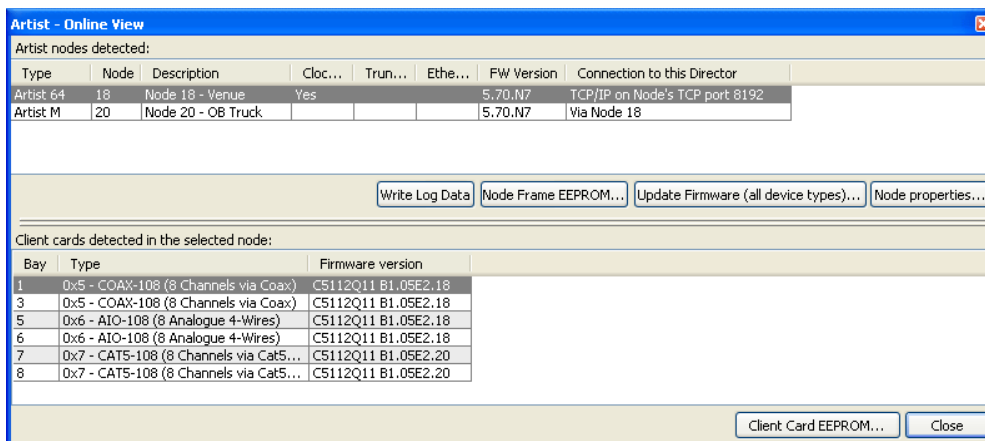 Artist - Online View
Artist nodes detected:
Type Node Description Cloc... Trun... Ethe... FW Version Connection to this Director
Artist 64 18 Node 18 - Venue Yes 5.70.N7 TCP/IP on Node's TCP port 8192
Artist M 20 Node 20 - OB Truck 5.70.N7 Via Node 18
Write Log Data Node Frame EEPROM... Update Firmware (all device types)... Node properties...
Client cards detected in the selected node:
Bay Type Firmware version
1 0x5 - COAX-108 (8 Channels via Coax) C5112Q11 B1.05E2.18
3 0x5 - COAX-108 (8 Channels via Coax) C5112Q11 B1.05E2.18
5 0x6 - AIO-108 (8 Analogue 4-Wires) C5112Q11 B1.05E2.18
6 0x6 - AIO-108 (8 Analogue 4-Wires) C5112Q11 B1.05E2.18
7 0x7 - CAT5-108 (8 Channels via Cat5... C5112Q11 B1.05E2.20
8 0x7 - CAT5-108 (8 Channels via Cat5... C5112Q11 B1.05E2.20
Client Card EEPROM... Close